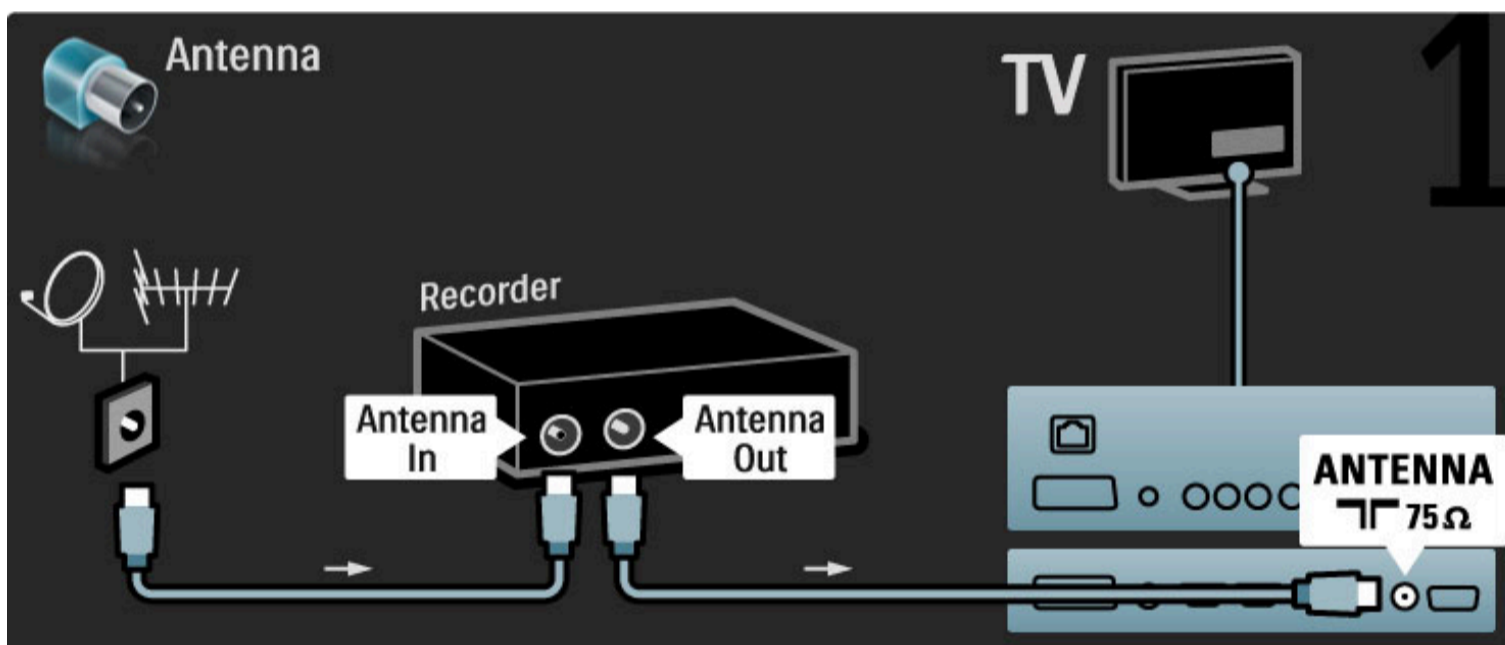 Antenna
TV
1
Recorder
Antenna
In
Antenna
Out
ANTENNA
75Ω